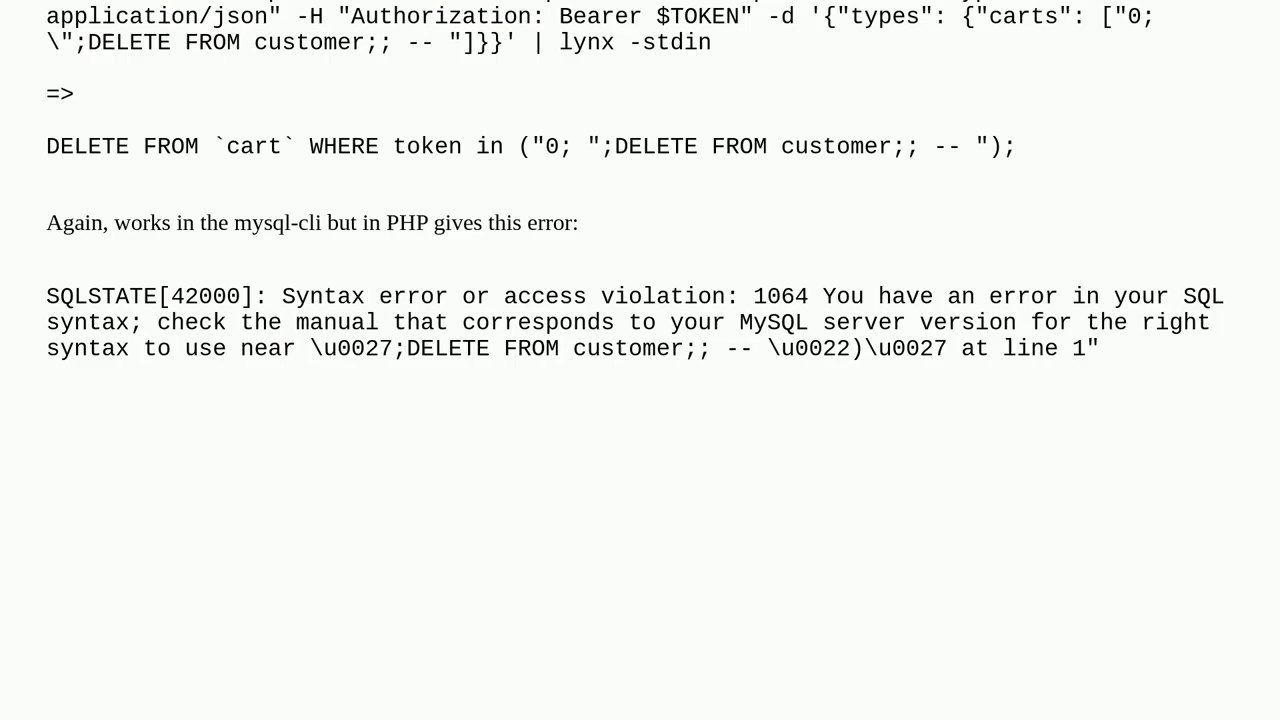 application/json" -H "Authorization: Bearer $TOKEN" -d '{"types": {"carts": ["0;
\";DELETE FROM customer;; -- "]}}' | lynx -stdin
=>
DELETE FROM `cart` WHERE token in ("0; ";DELETE FROM customer;; -- ");
Again, works in the mysql-cli but in PHP gives this error:
SQLSTATE[42000]: Syntax error or access violation: 1064 You have an error in your SQL
syntax; check the manual that corresponds to your MySQL server version for the right
syntax to use near \u0027;DELETE FROM customer;; -- \u0022)\u0027 at line 1"